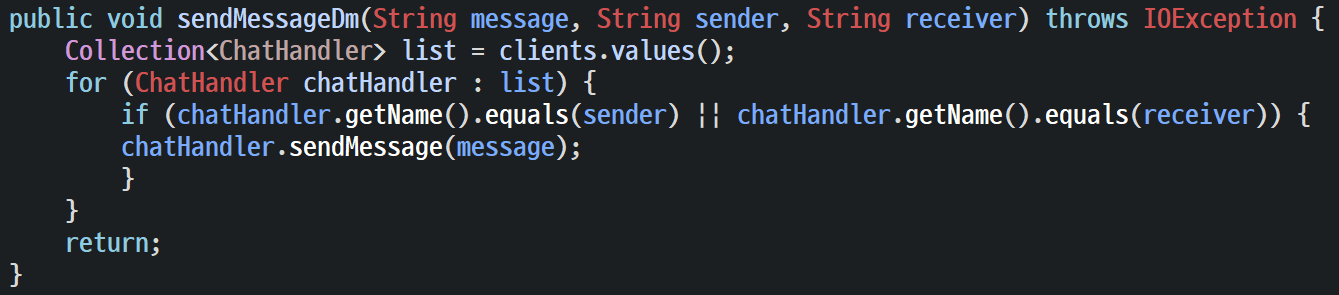 public void sendMessageDm(String message, String sender, String receiver) throws IOException {
    Collection<ChatHandler> list = clients.values();
    for (ChatHandler chatHandler : list) {
        if (chatHandler.getName().equals(sender) || chatHandler.getName().equals(receiver)) {
        chatHandler.sendMessage(message);
        }
    }
    return;
}